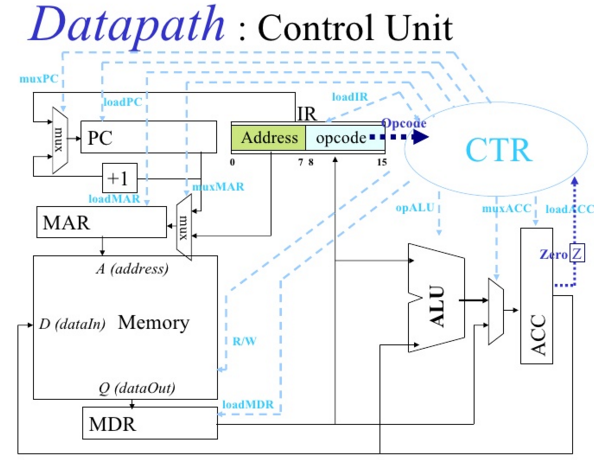 Datapath : Control Unit
muxPC
loadPC
loadIR
IR
Opcode
mux
PC
Address
opcode
CTR
0
7 8
15
+1
loadMAR
muxMAR
mux
MAR
opALU
muxACC
loadACC
A (address)
Zero
Z
D (dataIn)
Memory
ALU
ACC
R/W
Q (dataOut)
loadMDR
MDR